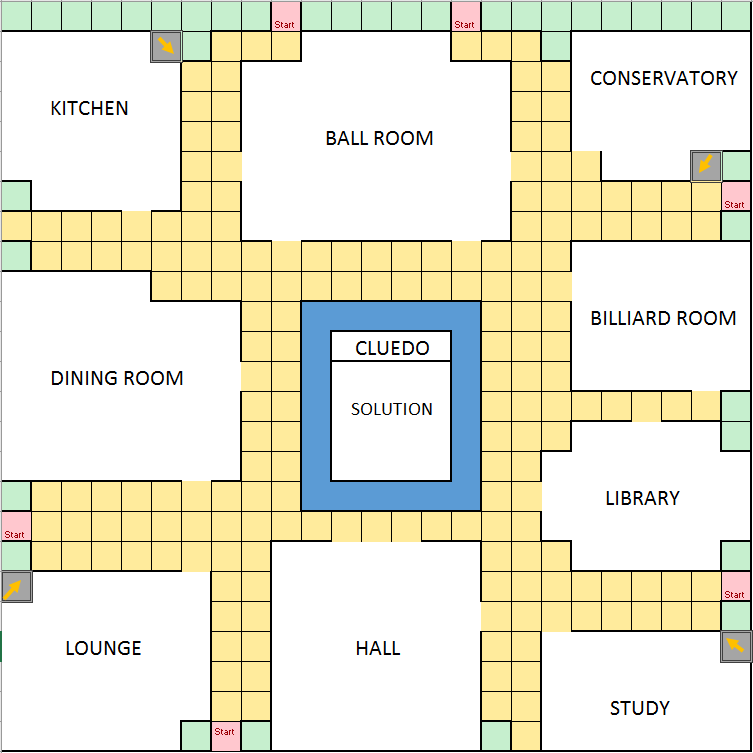 Start
Start
CONSERVATORY
KITCHEN
BALL ROOM
Start
BILLIARD ROOM
CLUEDO
DINING ROOM
SOLUTION
LIBRARY
Start
Start
LOUNGE
HALL
STUDY
Start